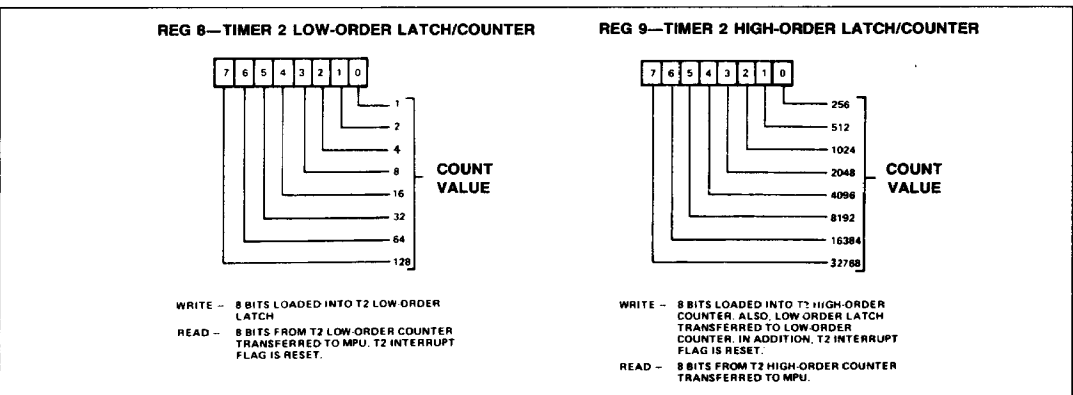 REG 8—TIMER 2 LOW-ORDER LATCH/COUNTER
7 6 5 4 3 2 1 0
1
2
4
8
16
32
64
128
COUNT
VALUE
WRITE – 8 BITS LOADED INTO T2 LOW-ORDER
LATCH
READ – 8 BITS FROM T2 LOW-ORDER COUNTER
TRANSFERRED TO MPU. T2 INTERRUPT
FLAG IS RESET.
REG 9—TIMER 2 HIGH-ORDER LATCH/COUNTER
7 6 5 4 3 2 1 0
256
512
1024
2048
4096
8192
16384
32768
COUNT
VALUE
WRITE – 8 BITS LOADED INTO T2 HIGH-ORDER
COUNTER. ALSO, LOW ORDER LATCH
TRANSFERRED TO LOW-ORDER
COUNTER. IN ADDITION, T2 INTERRUPT
FLAG IS RESET.
READ – 8 BITS FROM T2 HIGH-ORDER COUNTER
TRANSFERRED TO MPU.